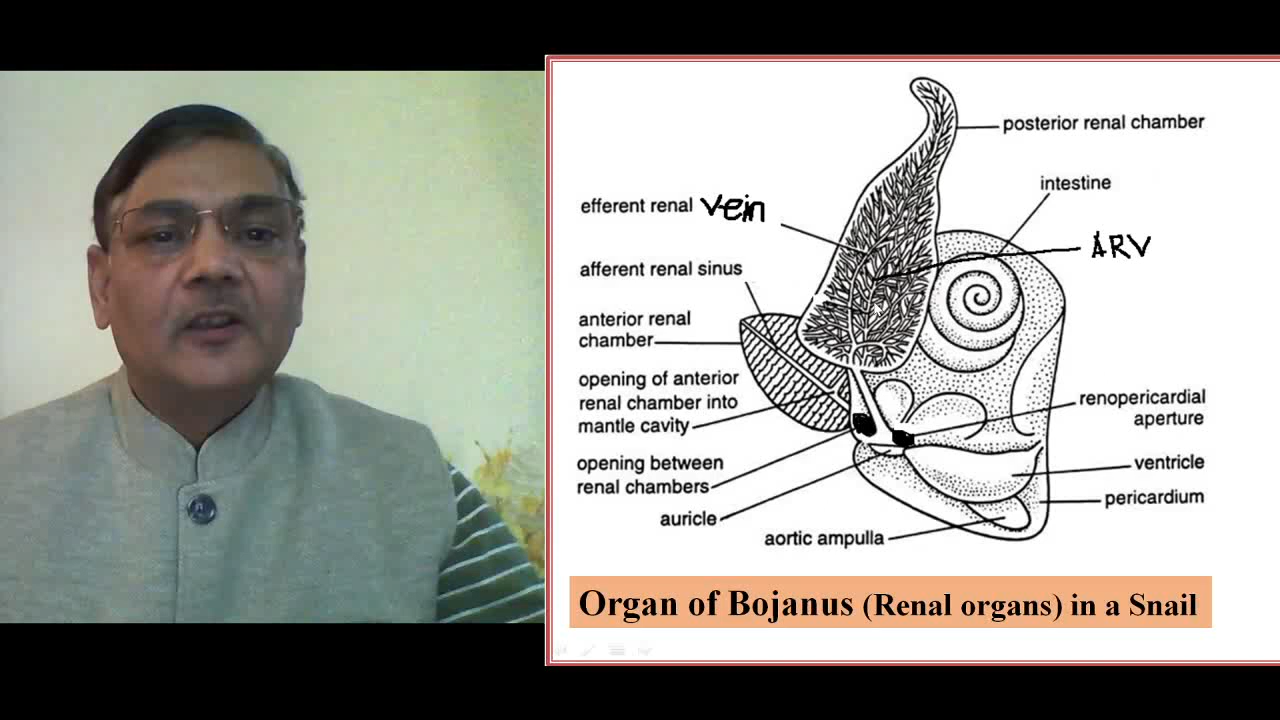 posterior renal chamber
intestine
efferent renal vein
ARV
afferent renal sinus
anterior renal
chamber
opening of anterior
renal chamber into
mantle cavity
renopericardial
aperture
opening between
renal chambers
ventricle
pericardium
auricle
aortic ampulla
Organ of Bojanus (Renal organs) in a Snail